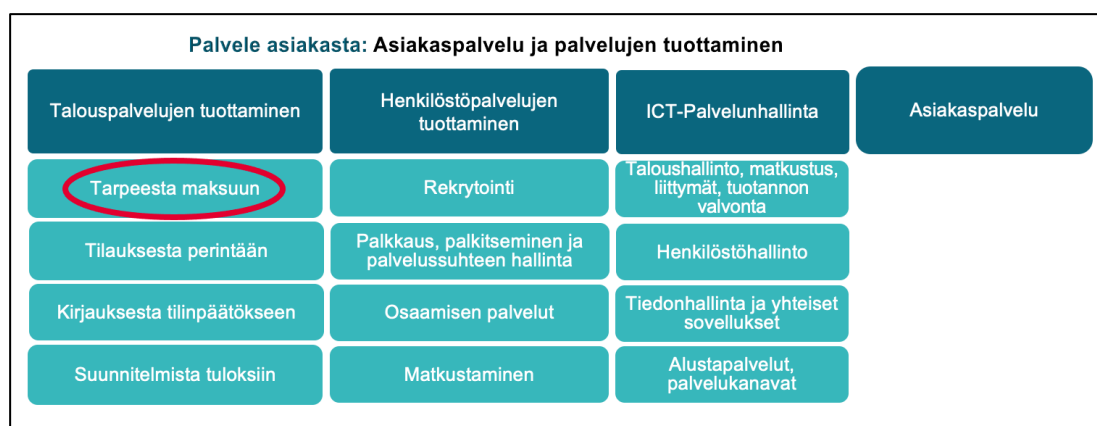 Palvele asiakasta: Asiakaspalvelu ja palvelujen tuottaminen
Talouspalvelujen tuottaminen
Henkilöstöpalvelujen
tuottaminen
ICT-Palvelunhallinta
Asiakaspalvelu
Tarpeesta maksuun
Rekrytointi
Taloushallinto, matkustus,
liittymät, tuotannon
valvonta
Tilauksesta perintään
Palkkaus, palkitseminen ja
palvelussuhteen hallinta
Henkilöstöhallinto
Kirjauksesta tilinpäätökseen
Osaamisen palvelut
Tiedonhallinta ja yhteiset
sovellukset
Suunnitelmista tuloksiin
Matkustaminen
Alustapalvelut,
palvelukanavat